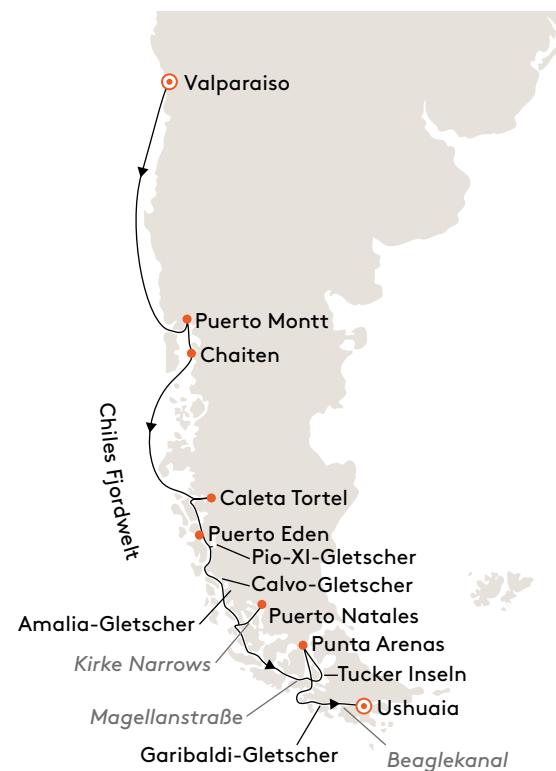 Valparaiso
Puerto Montt
Chaiten
Chiles Fjordwelt
Caleta Tortel
Puerto Eden
Pio-XI-Gletscher
Calvo-Gletscher
Amalia-Gletscher
Puerto Natales
Kirke Narrows
Punta Arenas
Tucker Inseln
Magellanstraße
Ushuaia
Garibaldi-Gletscher
Beaglekanal